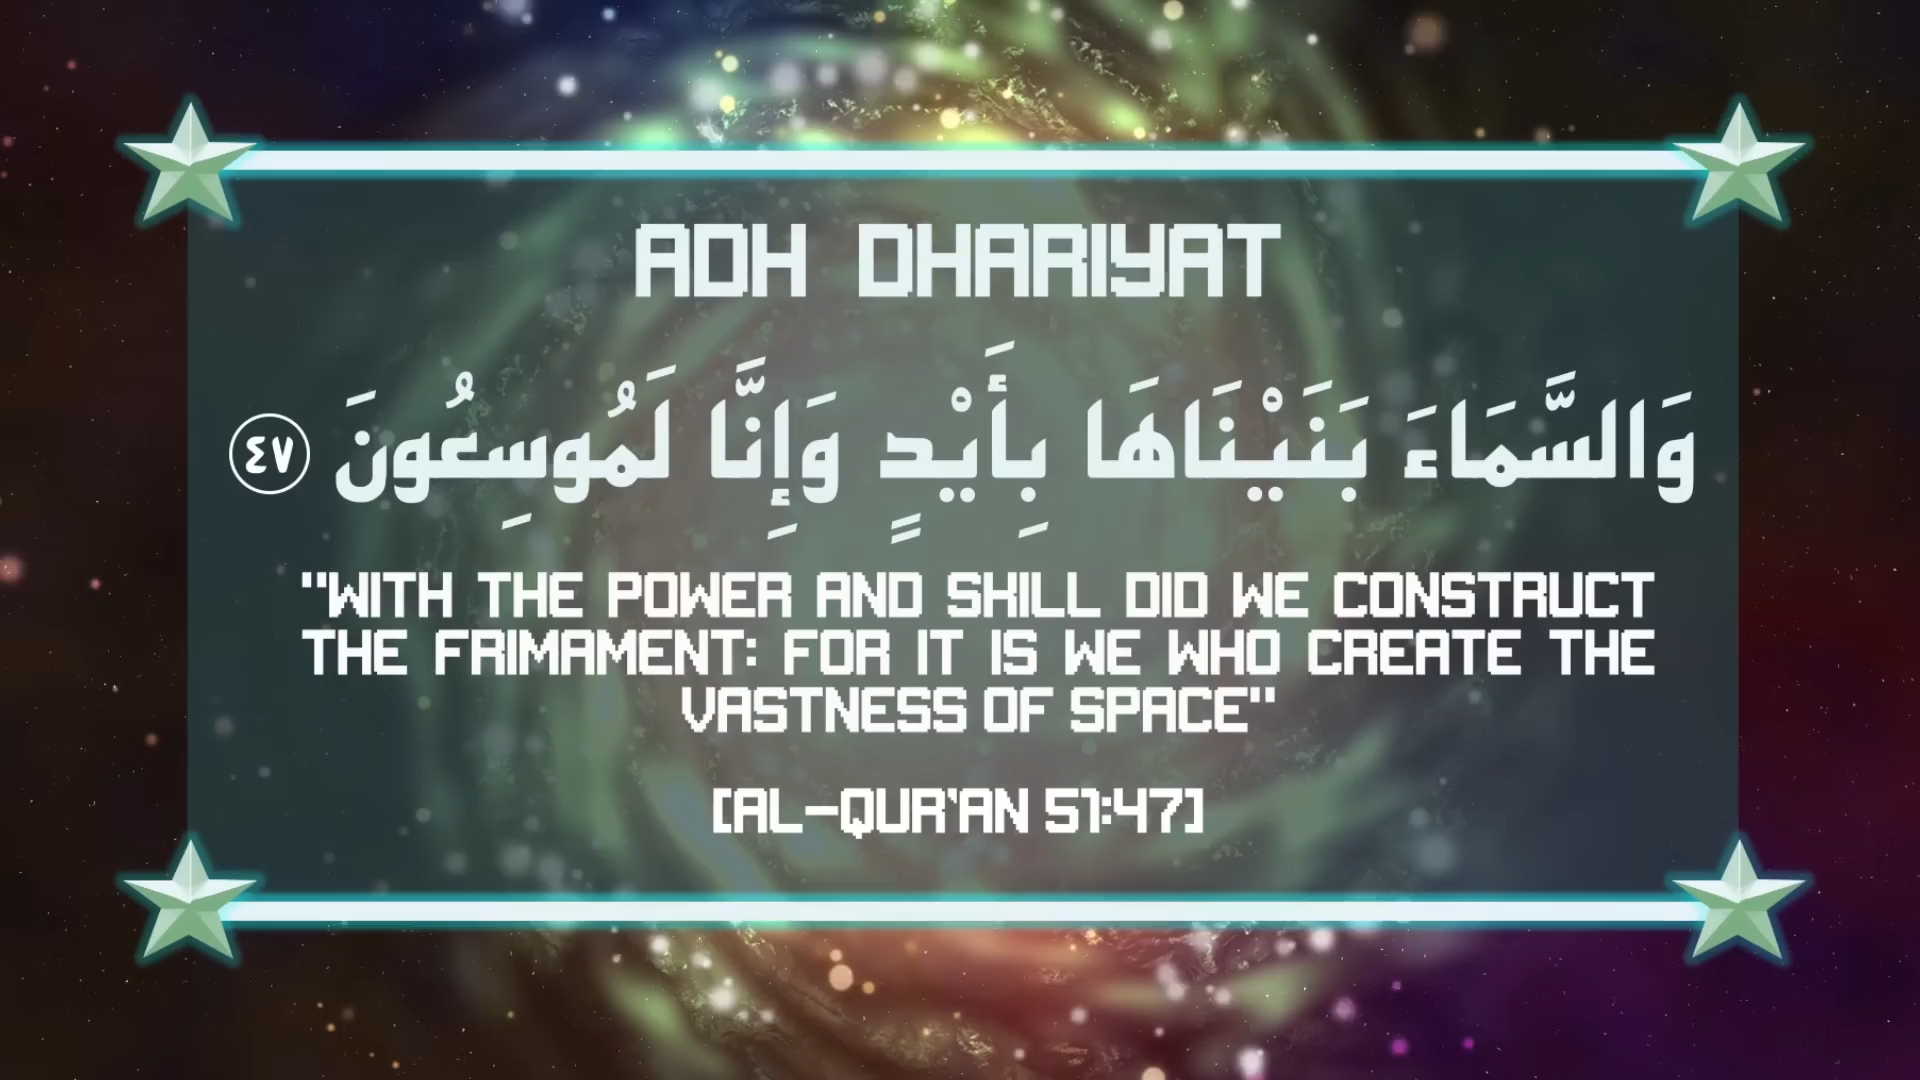 ADH DHARIYAT
وَالسَّمَاءَ بَنَيْنَاهَا بِأَيْدٍ وَإِنَّا لَمُوسِعُونَ ٤٧
"WITH THE POWER AND SKILL DID WE CONSTRUCT
THE FRIMAMENT: FOR IT IS WE WHO CREATE THE
VASTNESS OF SPACE"
[AL-QUR'AN 51:47]